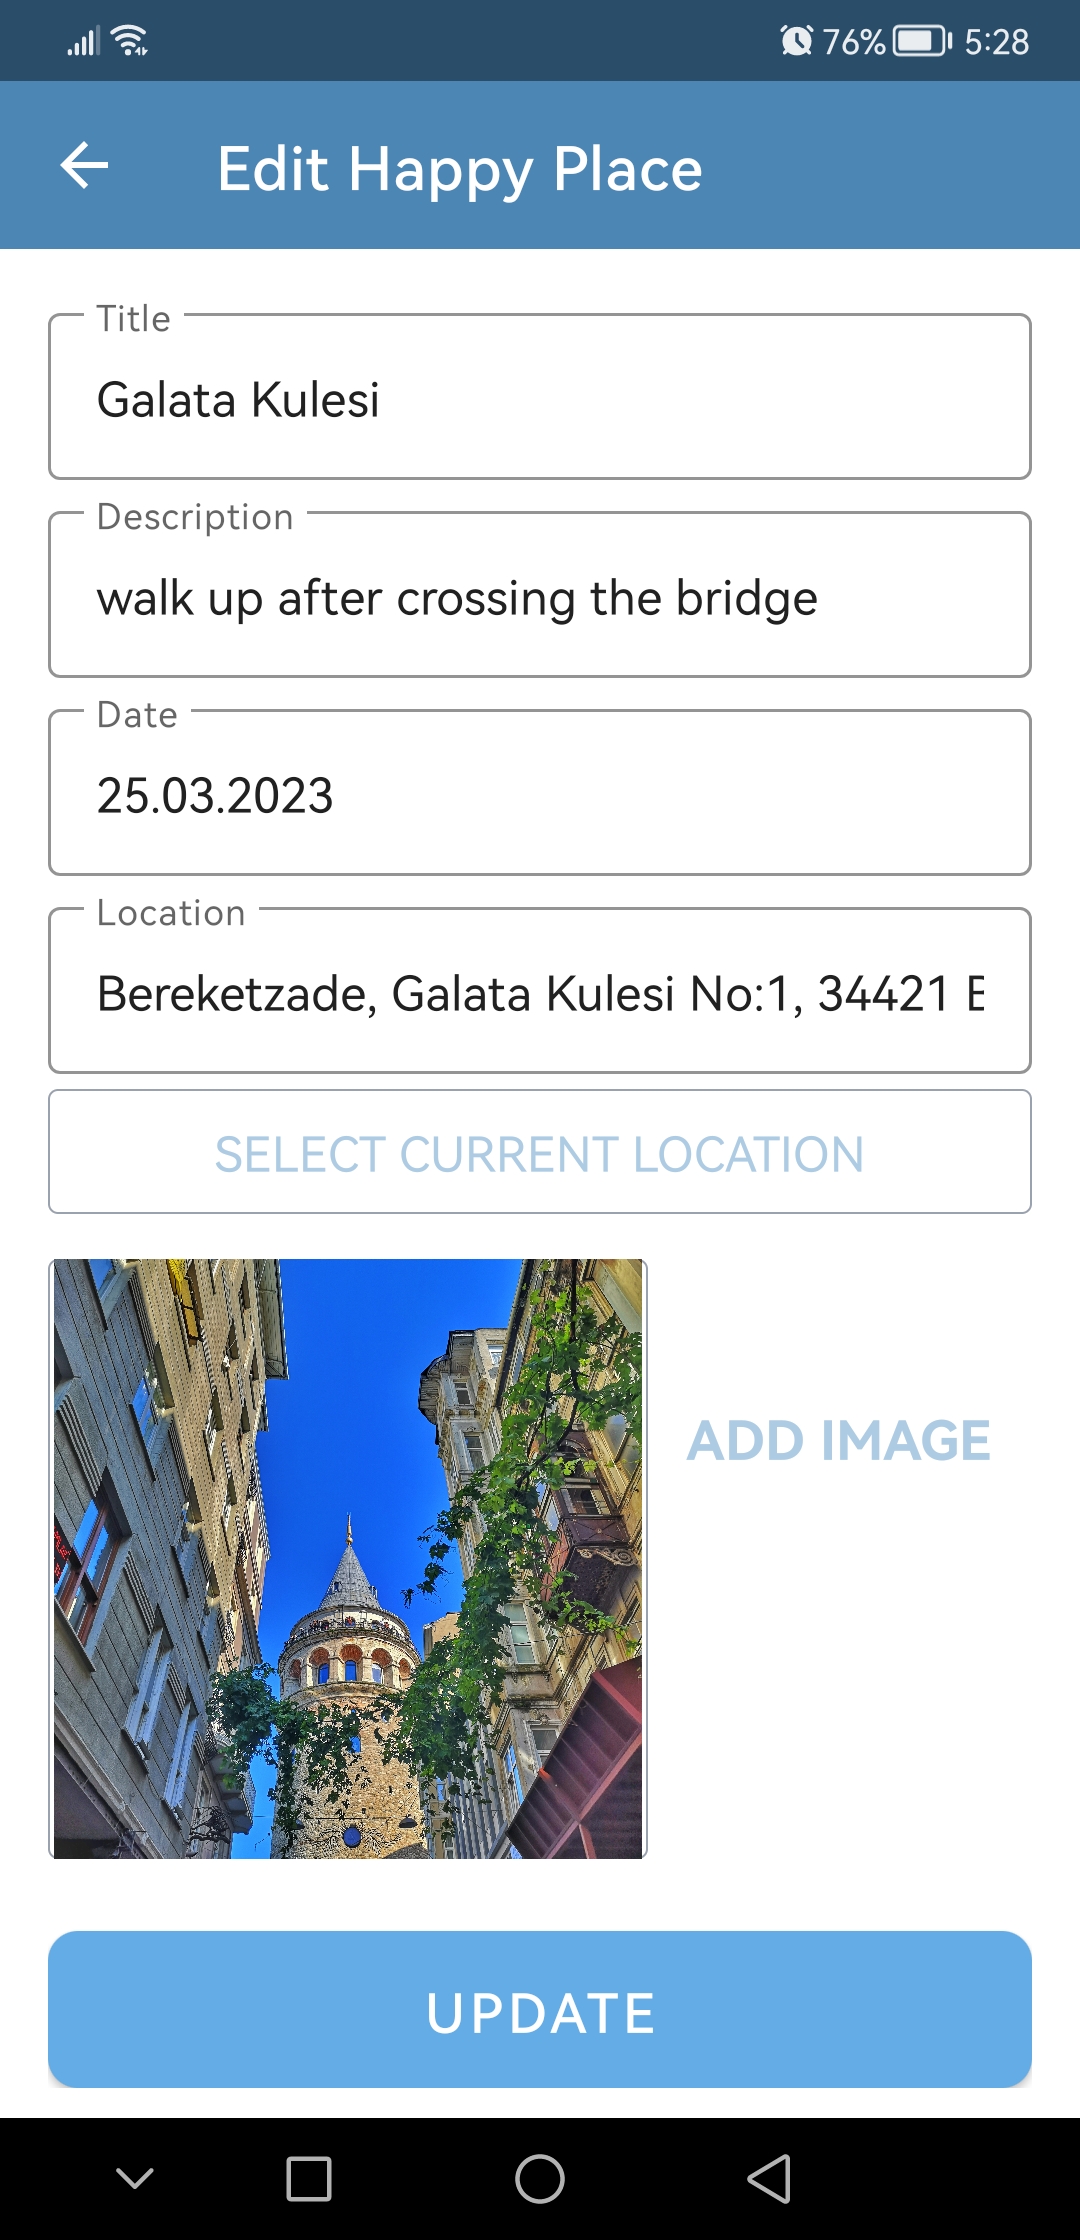 76% 5:28
Edit Happy Place
Title
Galata Kulesi
Description
walk up after crossing the bridge
Date
25.03.2023
Location
Bereketzade, Galata Kulesi No:1, 34421
SELECT CURRENT LOCATION
ADD IMAGE
UPDATE